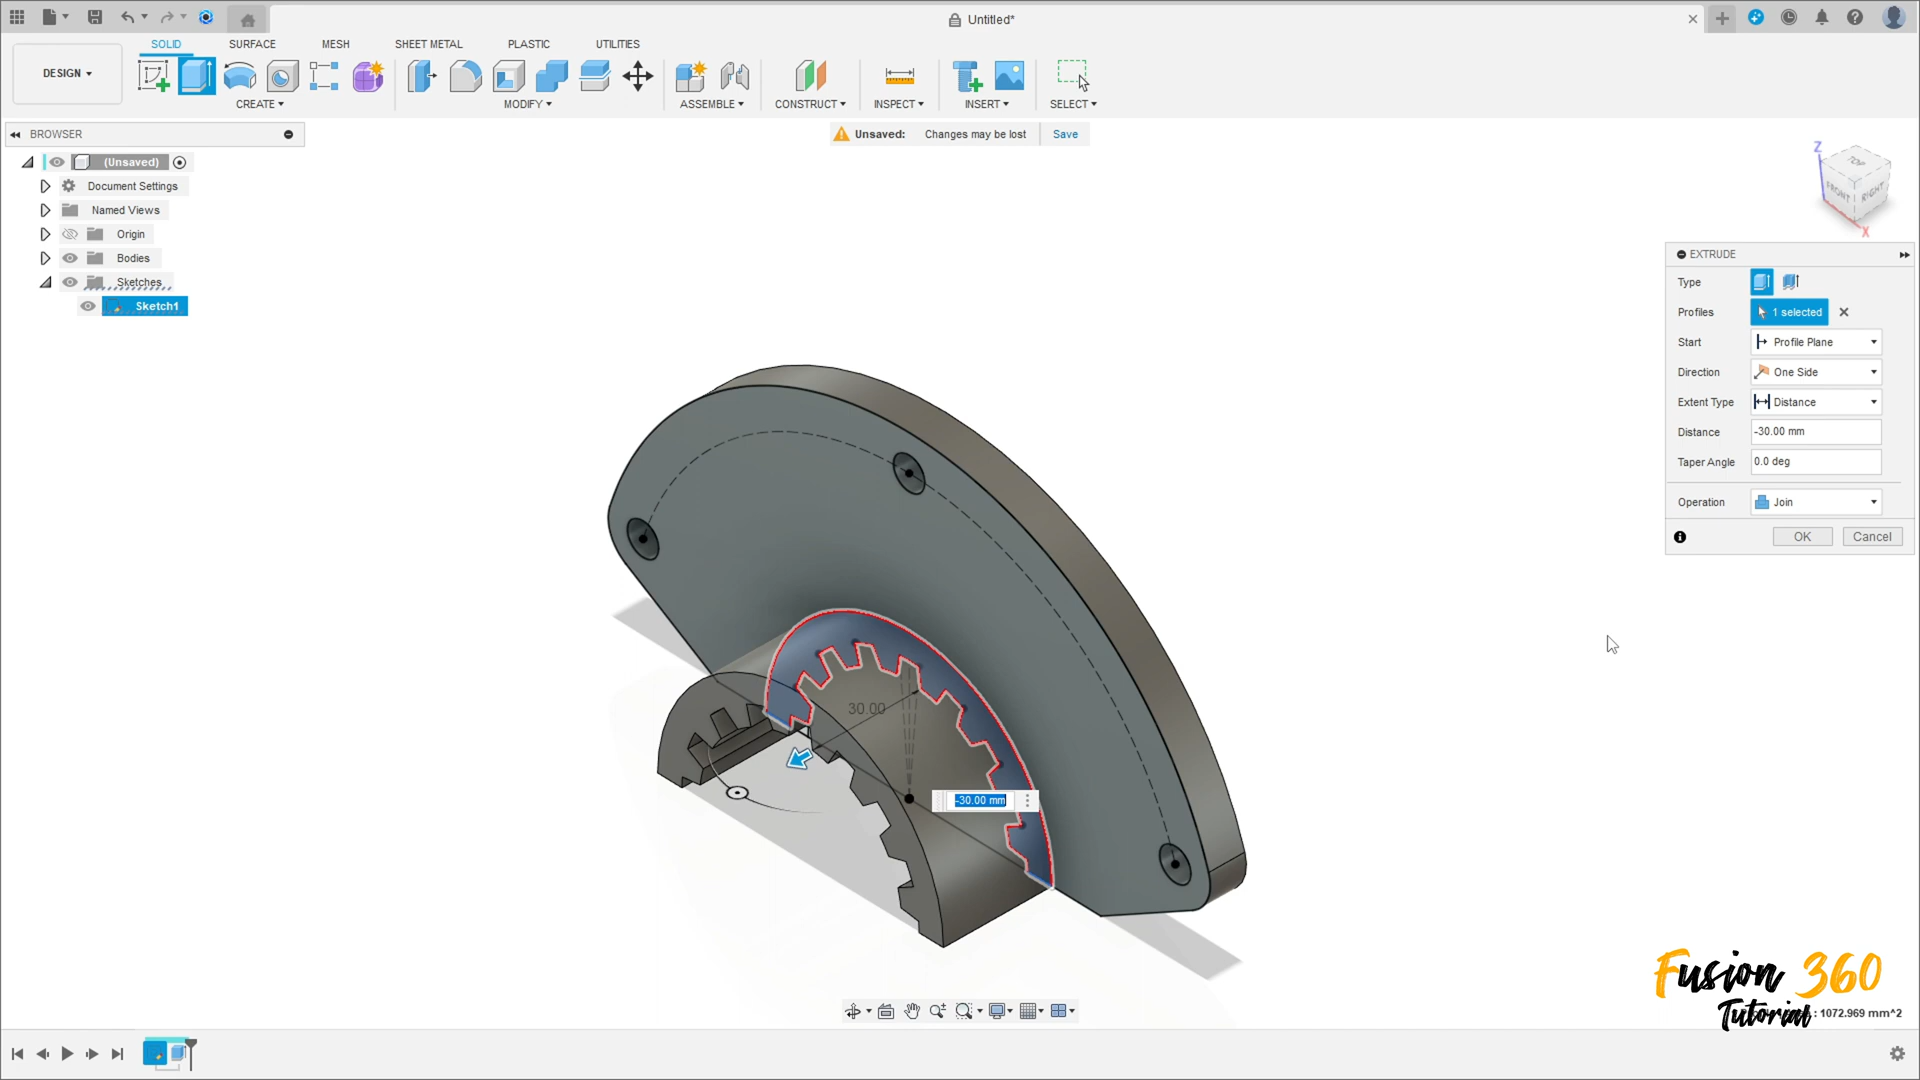 Untitled*
SOLID
SURFACE
MESH
SHEET METAL
PLASTIC
UTILITIES
DESIGN
CREATE
MODIFY
ASSEMBLE
CONSTRUCT
INSPECT
INSERT
SELECT
BROWSER
Unsaved: Changes may be lost Save
(Unsaved)
Document Settings
Named Views
Origin
Bodies
Sketches
Sketch1
Z
TOP
FRONT
RIGHT
X
EXTRUDE
Type
Profiles 1 selected
Start Profile Plane
Direction One Side
Extent Type Distance
Distance -30.00 mm
Taper Angle 0.0 deg
Operation Join
OK Cancel
30.00
-30.00 mm
Fusion 360
Tutorial
: 1072.969 mm^2